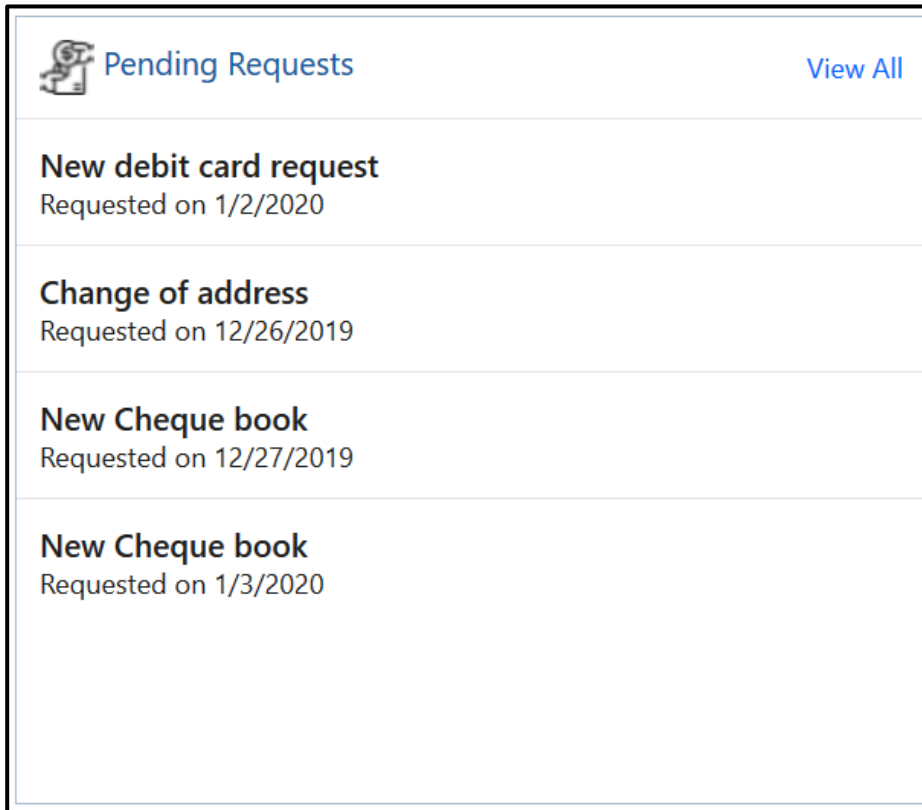 Pending Requests
View All
New debit card request
Requested on 1/2/2020
Change of address
Requested on 12/26/2019
New Cheque book
Requested on 12/27/2019
New Cheque book
Requested on 1/3/2020